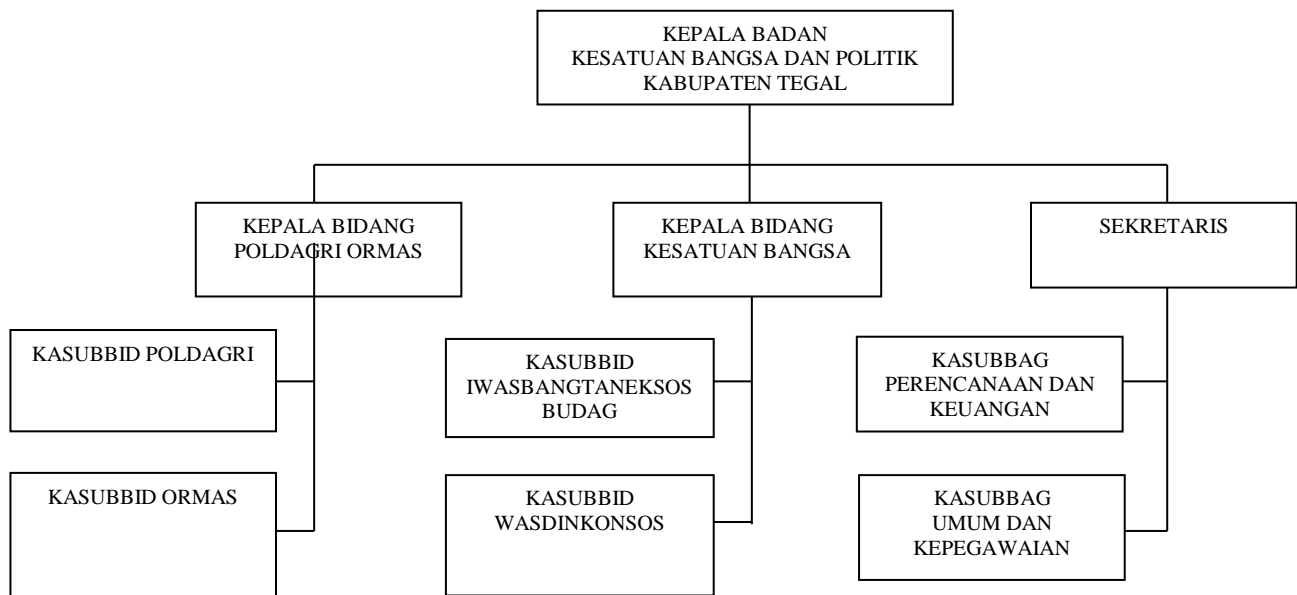 KEPALA BADAN
KESATUAN BANGSA DAN POLITIK
KABUPATEN TEGAL
KEPALA BIDANG
POLDAGRI ORMAS
KEPALA BIDANG
KESATUAN BANGSA
SEKRETARIS
KASUBBID POLDAGRI
KASUBBID
IWASBANGTANEKSOS
BUDAG
KASUBBAG
PERENCANAAN DAN
KEUANGAN
KASUBBID ORMAS
KASUBBID
WASDINKONSOS
KASUBBAG
UMUM DAN
KEPEGAWAIAN